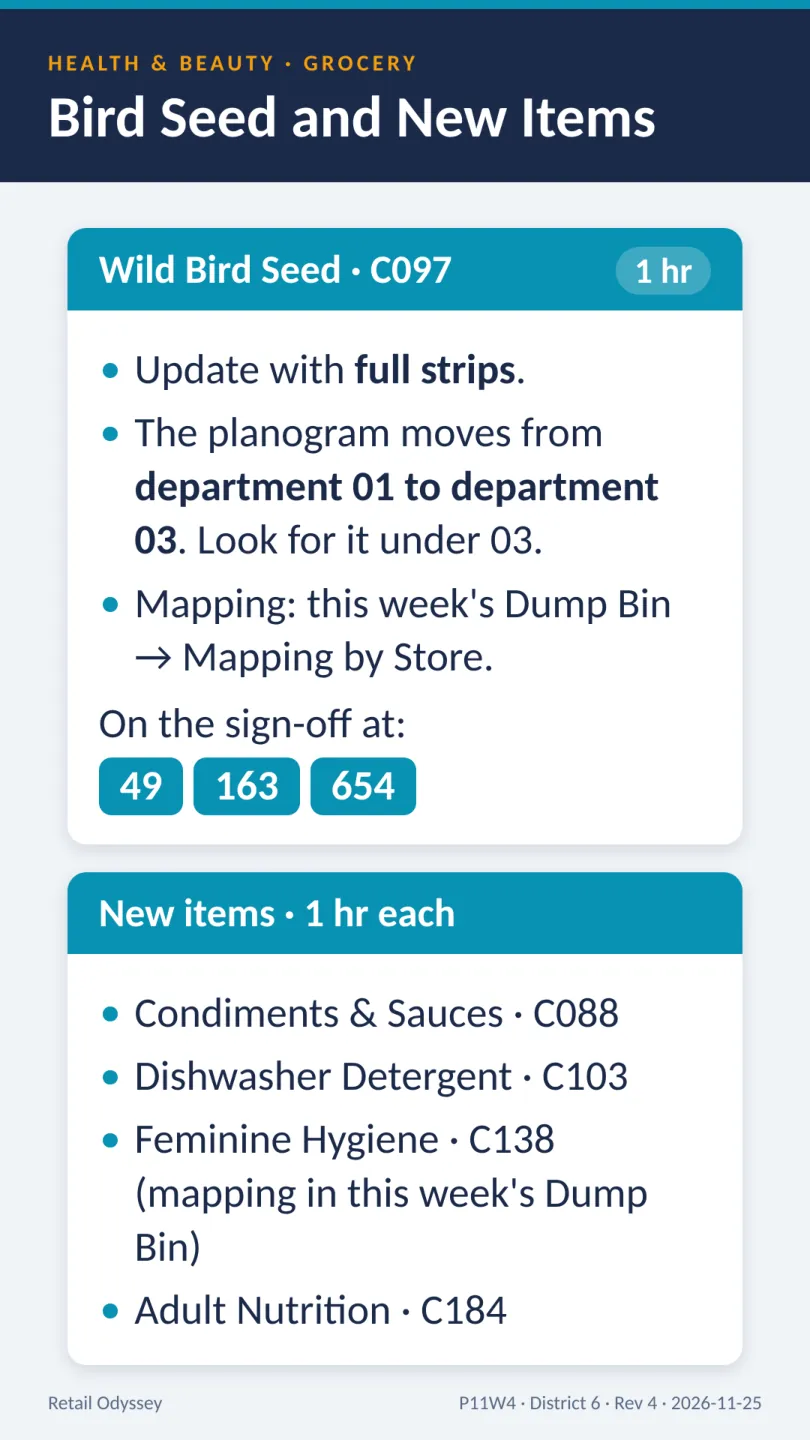 HEALTH & BEAUTY · GROCERY
Bird Seed and New Items
Wild Bird Seed · C097
1 hr
• Update with full strips.
• The planogram moves from
department 01 to department
03. Look for it under 03.
• Mapping: this week's Dump Bin
→ Mapping by Store.
On the sign-off at:
49 163 654
New items · 1 hr each
• Condiments & Sauces · C088
• Dishwasher Detergent · C103
• Feminine Hygiene · C138
(mapping in this week's Dump
Bin)
• Adult Nutrition · C184
Retail Odyssey
P11W4 · District 6 · Rev 4 · 2026-11-25